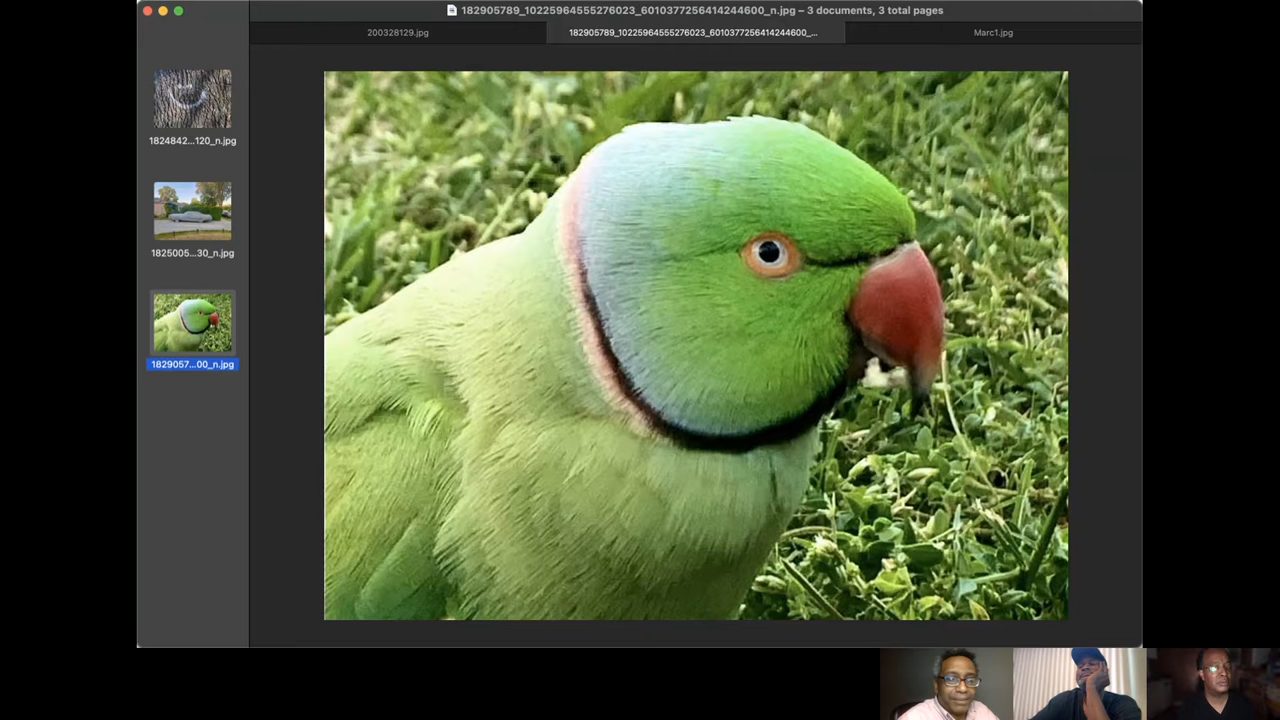 182905789_10225964555276023_6010377256414244600_n.jpg – 3 documents, 3 total pages
200328129.jpg
182905789_10225964555276023_6010377256414244600_...
Marc1.jpg
1824842...120_n.jpg
1825005...30_n.jpg
1829057...00_n.jpg